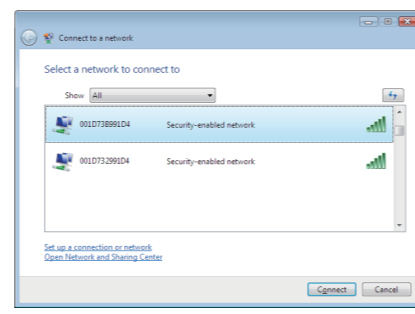 Connect to a network
Select a network to connect to
Show All
001D73B991D4 Security-enabled network
001D732991D4 Security-enabled network
Set up a connection or network
Open Network and Sharing Center
Connect Cancel